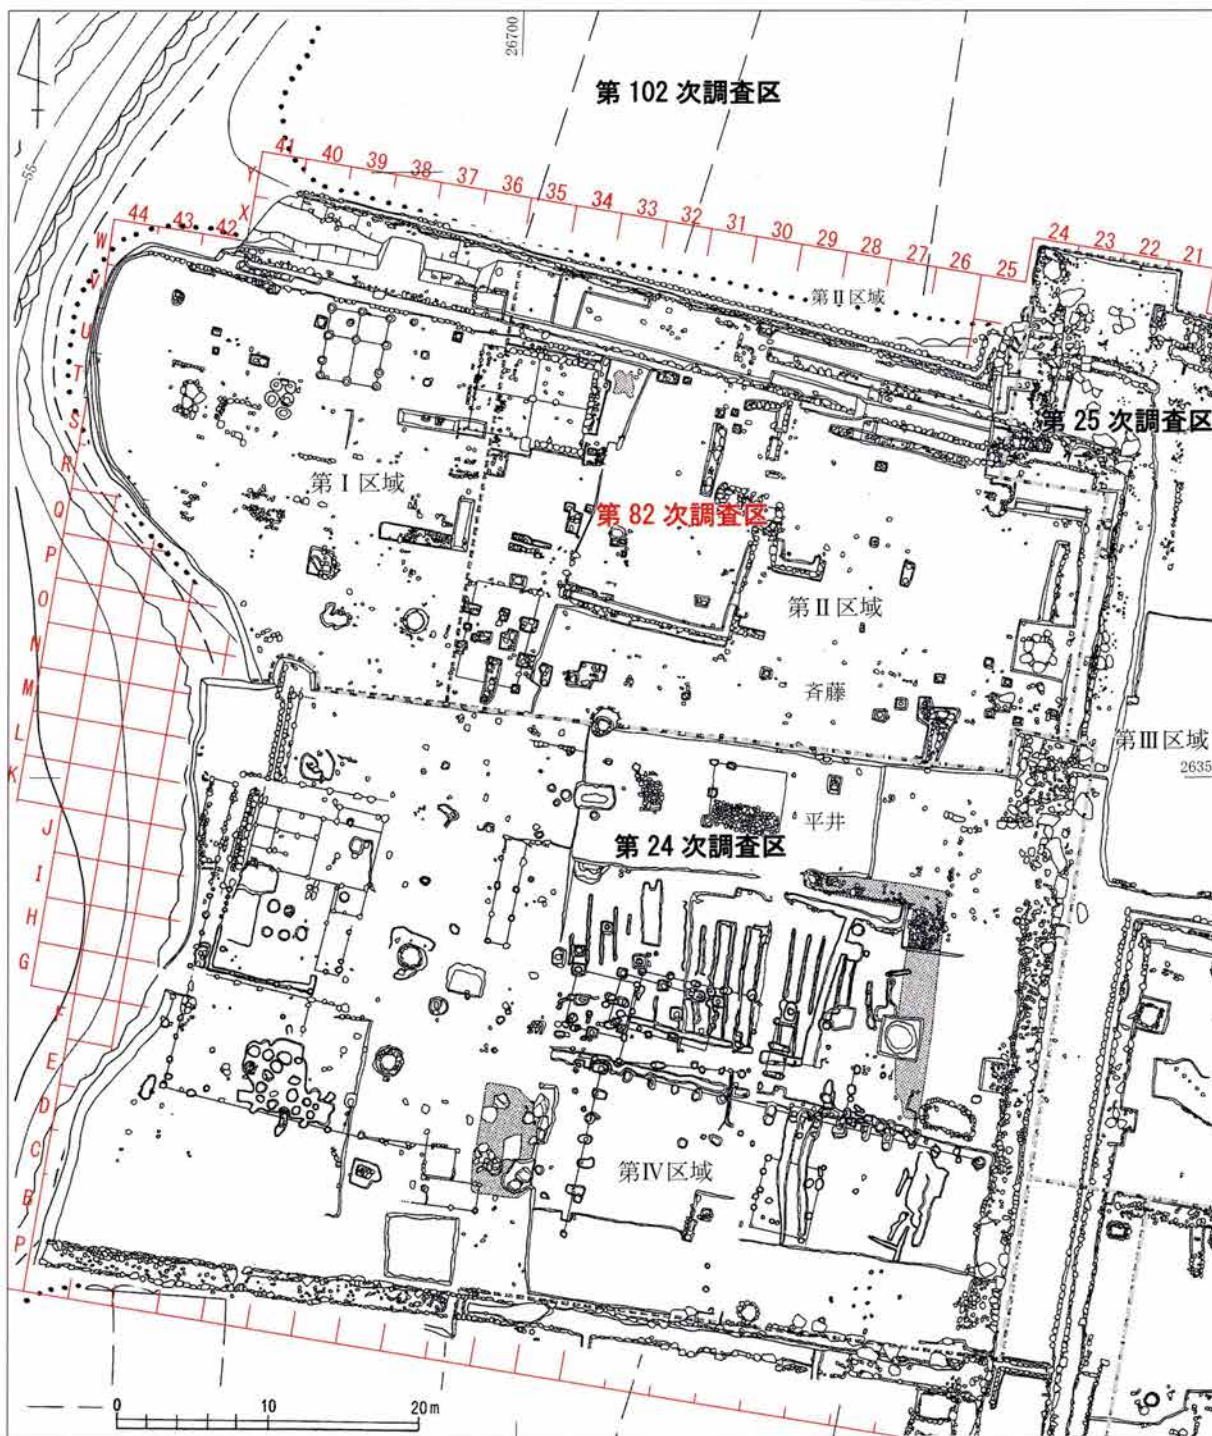 26700
第 102 次調査区
55
41 40 39 38 37 36 35 34 33 32 31 30 29 28 27 26 25
24 23 22 21
44 43 42
Y
X
W
V
U
T
S
R
Q
P
O
N
M
L
K
J
I
H
G
F
E
D
C
B
P
第Ⅱ区域
第 25 次調査区
第Ⅰ区域
第 82 次調査区
第Ⅱ区域
斉藤
第Ⅲ区域
2635
平井
第 24 次調査区
第Ⅳ区域
0 10 20m